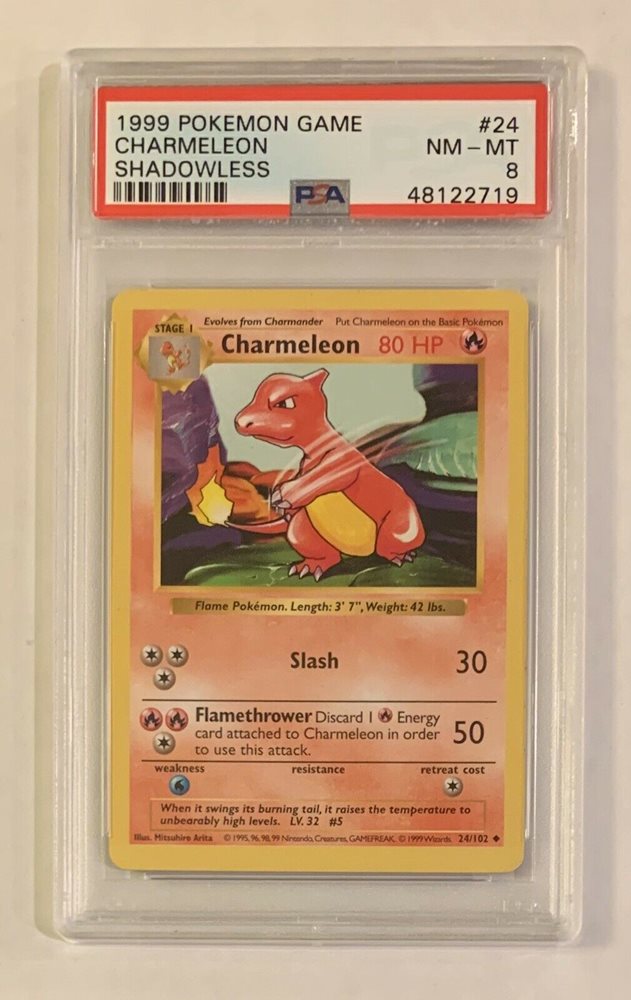 1999 POKEMON GAME #24
CHARMELEON NM-MT
SHADOWLESS 8
PSA 48122719
STAGE 1 Evolves from Charmander Put Charmeleon on the Basic Pokémon
Charmeleon 80 HP
Flame Pokémon. Length: 3' 7", Weight: 42 lbs.
Slash 30
Flamethrower Discard 1 Energy
card attached to Charmeleon in order 50
to use this attack.
weakness resistance retreat cost
When it swings its burning tail, it raises the temperature to
unbearably high levels. LV. 32 #5
Illus. Mitsuhiro Arita © 1995, 96, 98, 99 Nintendo, Creatures, GAMEFREAK. © 1999 Wizards. 24/102